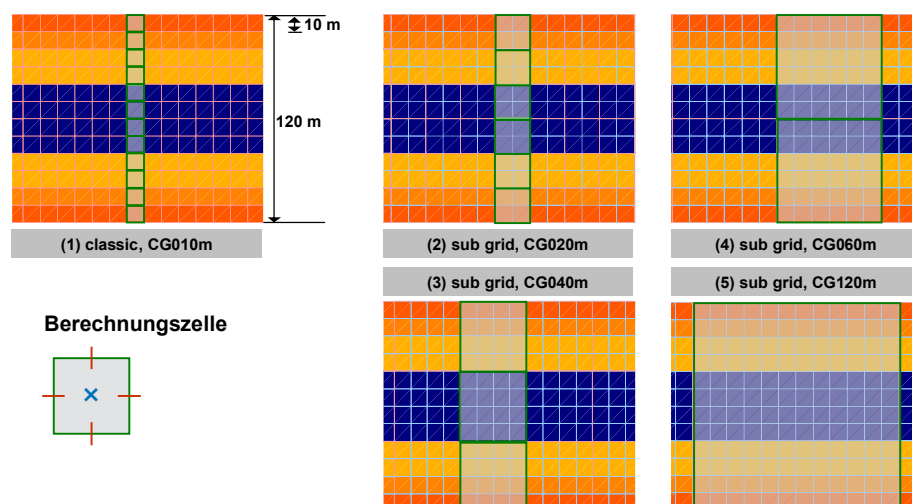 10 m
120 m
(1) classic, CG010m
(2) sub grid, CG020m
(4) sub grid, CG060m
(3) sub grid, CG040m
(5) sub grid, CG120m
Berechnungszelle